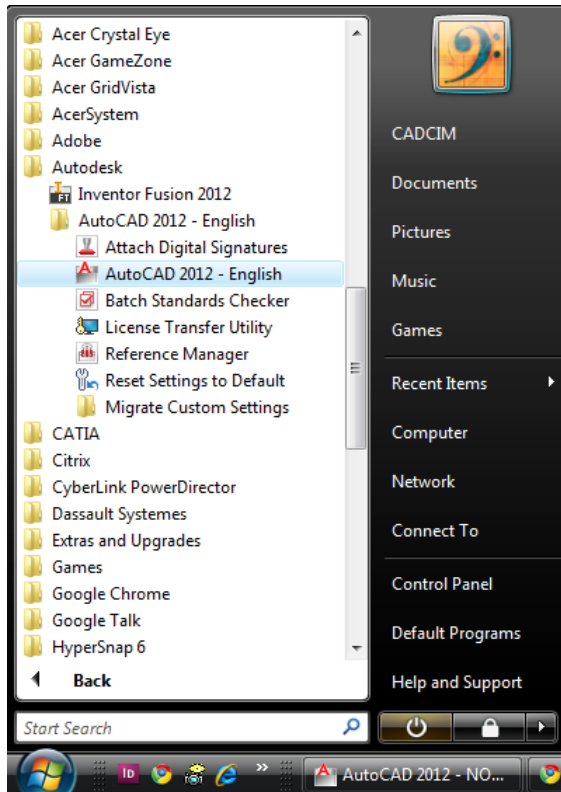 Acer Crystal Eye
Acer GameZone
Acer GridVista
AcerSystem
Adobe
Autodesk
Inventor Fusion 2012
AutoCAD 2012 - English
Attach Digital Signatures
AutoCAD 2012 - English
Batch Standards Checker
License Transfer Utility
Reference Manager
Reset Settings to Default
Migrate Custom Settings
CATIA
Citrix
CyberLink PowerDirector
Dassault Systemes
Extras and Upgrades
Games
Google Chrome
Google Talk
HyperSnap 6
Back
Start Search
CADCIM
Documents
Pictures
Music
Games
Recent Items
Computer
Network
Connect To
Control Panel
Default Programs
Help and Support
AutoCAD 2012 - NO...